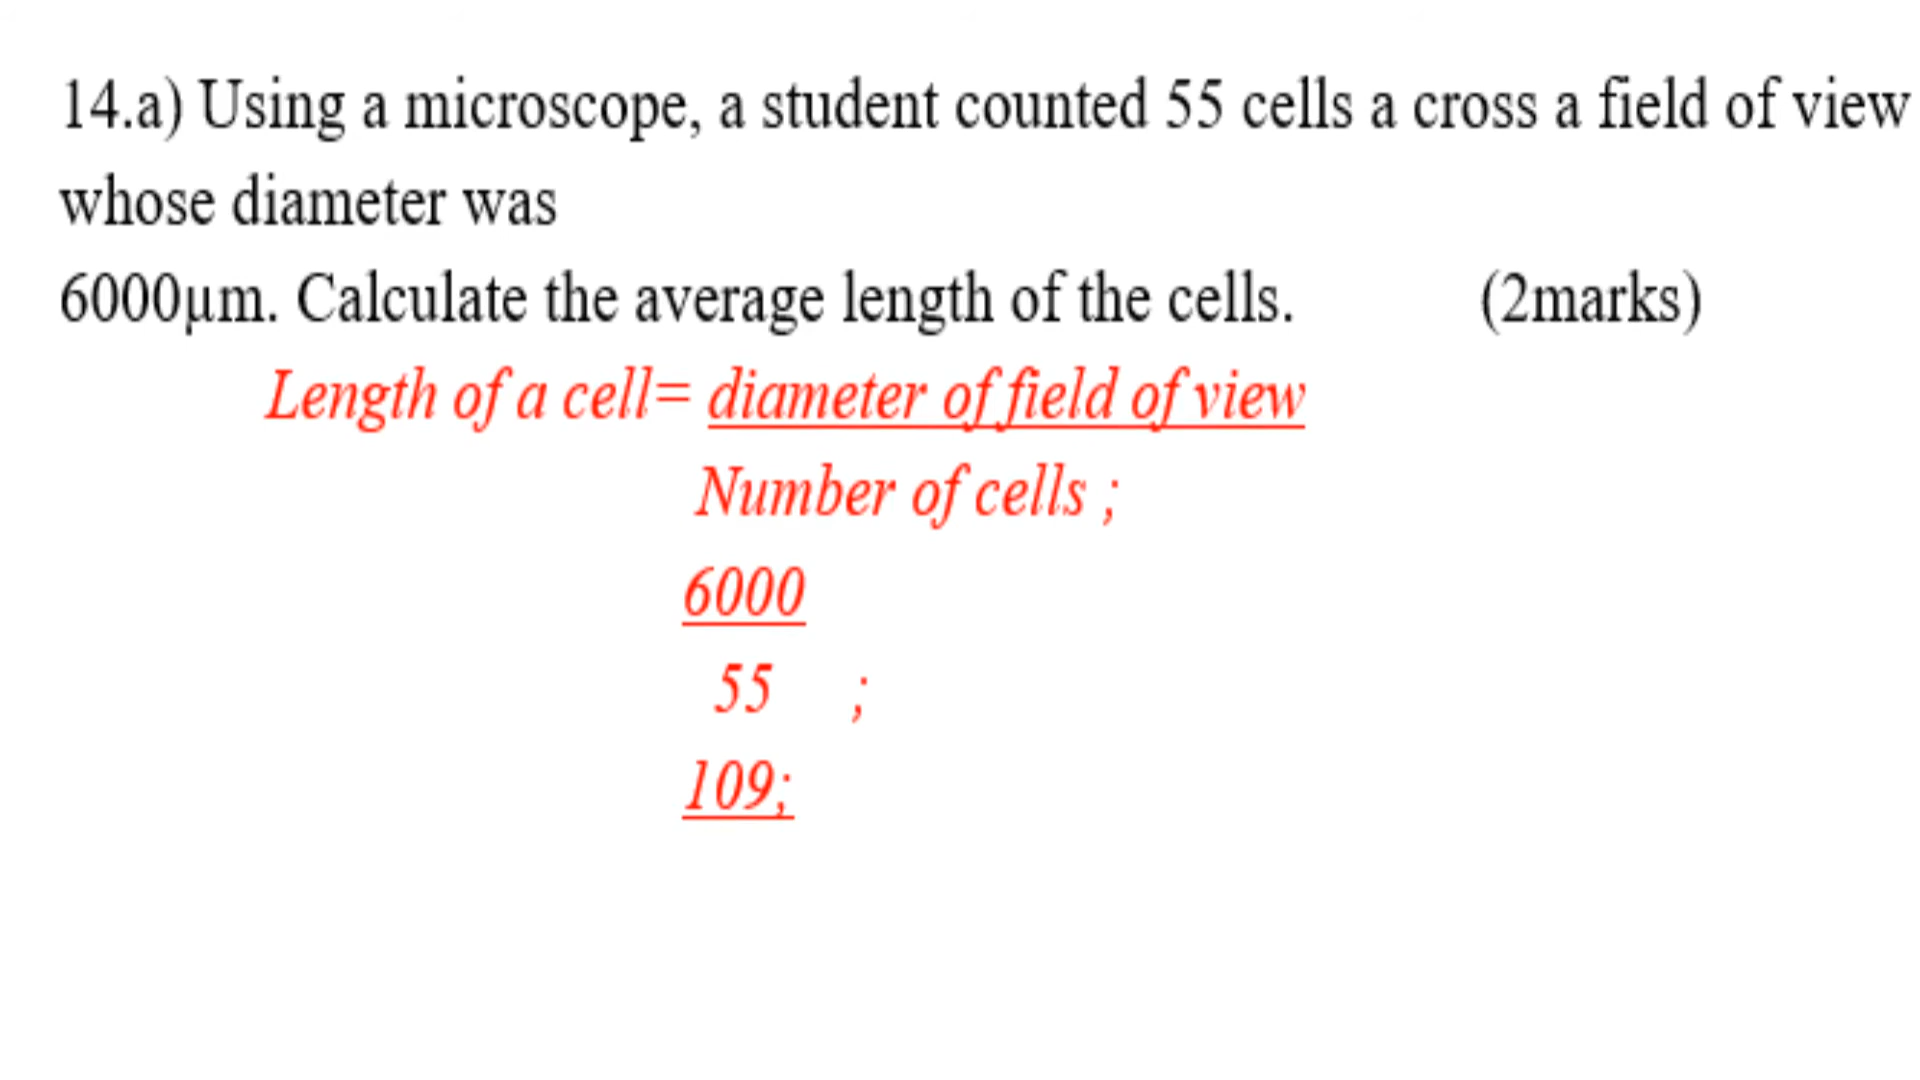 14.a) Using a microscope, a student counted 55 cells a cross a field of view
whose diameter was
6000µm. Calculate the average length of the cells. (2marks)
Length of a cell= diameter of field of view
Number of cells ;
6000
55 ;
109;